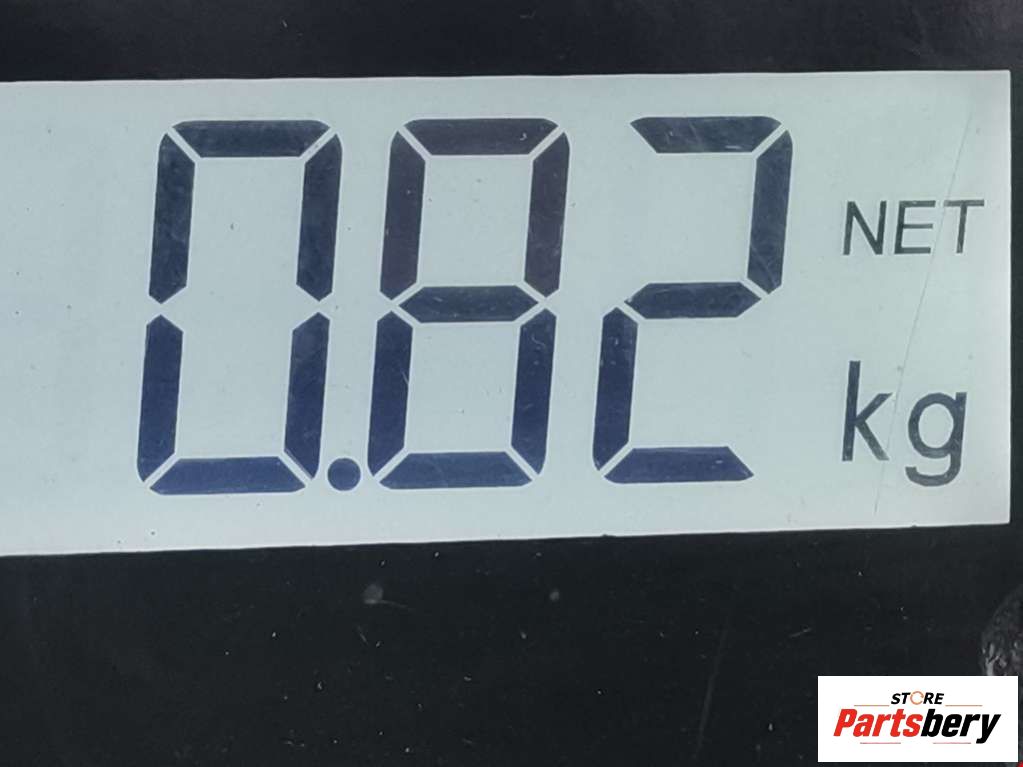 0.82
NET
kg
STORE
Partsbery